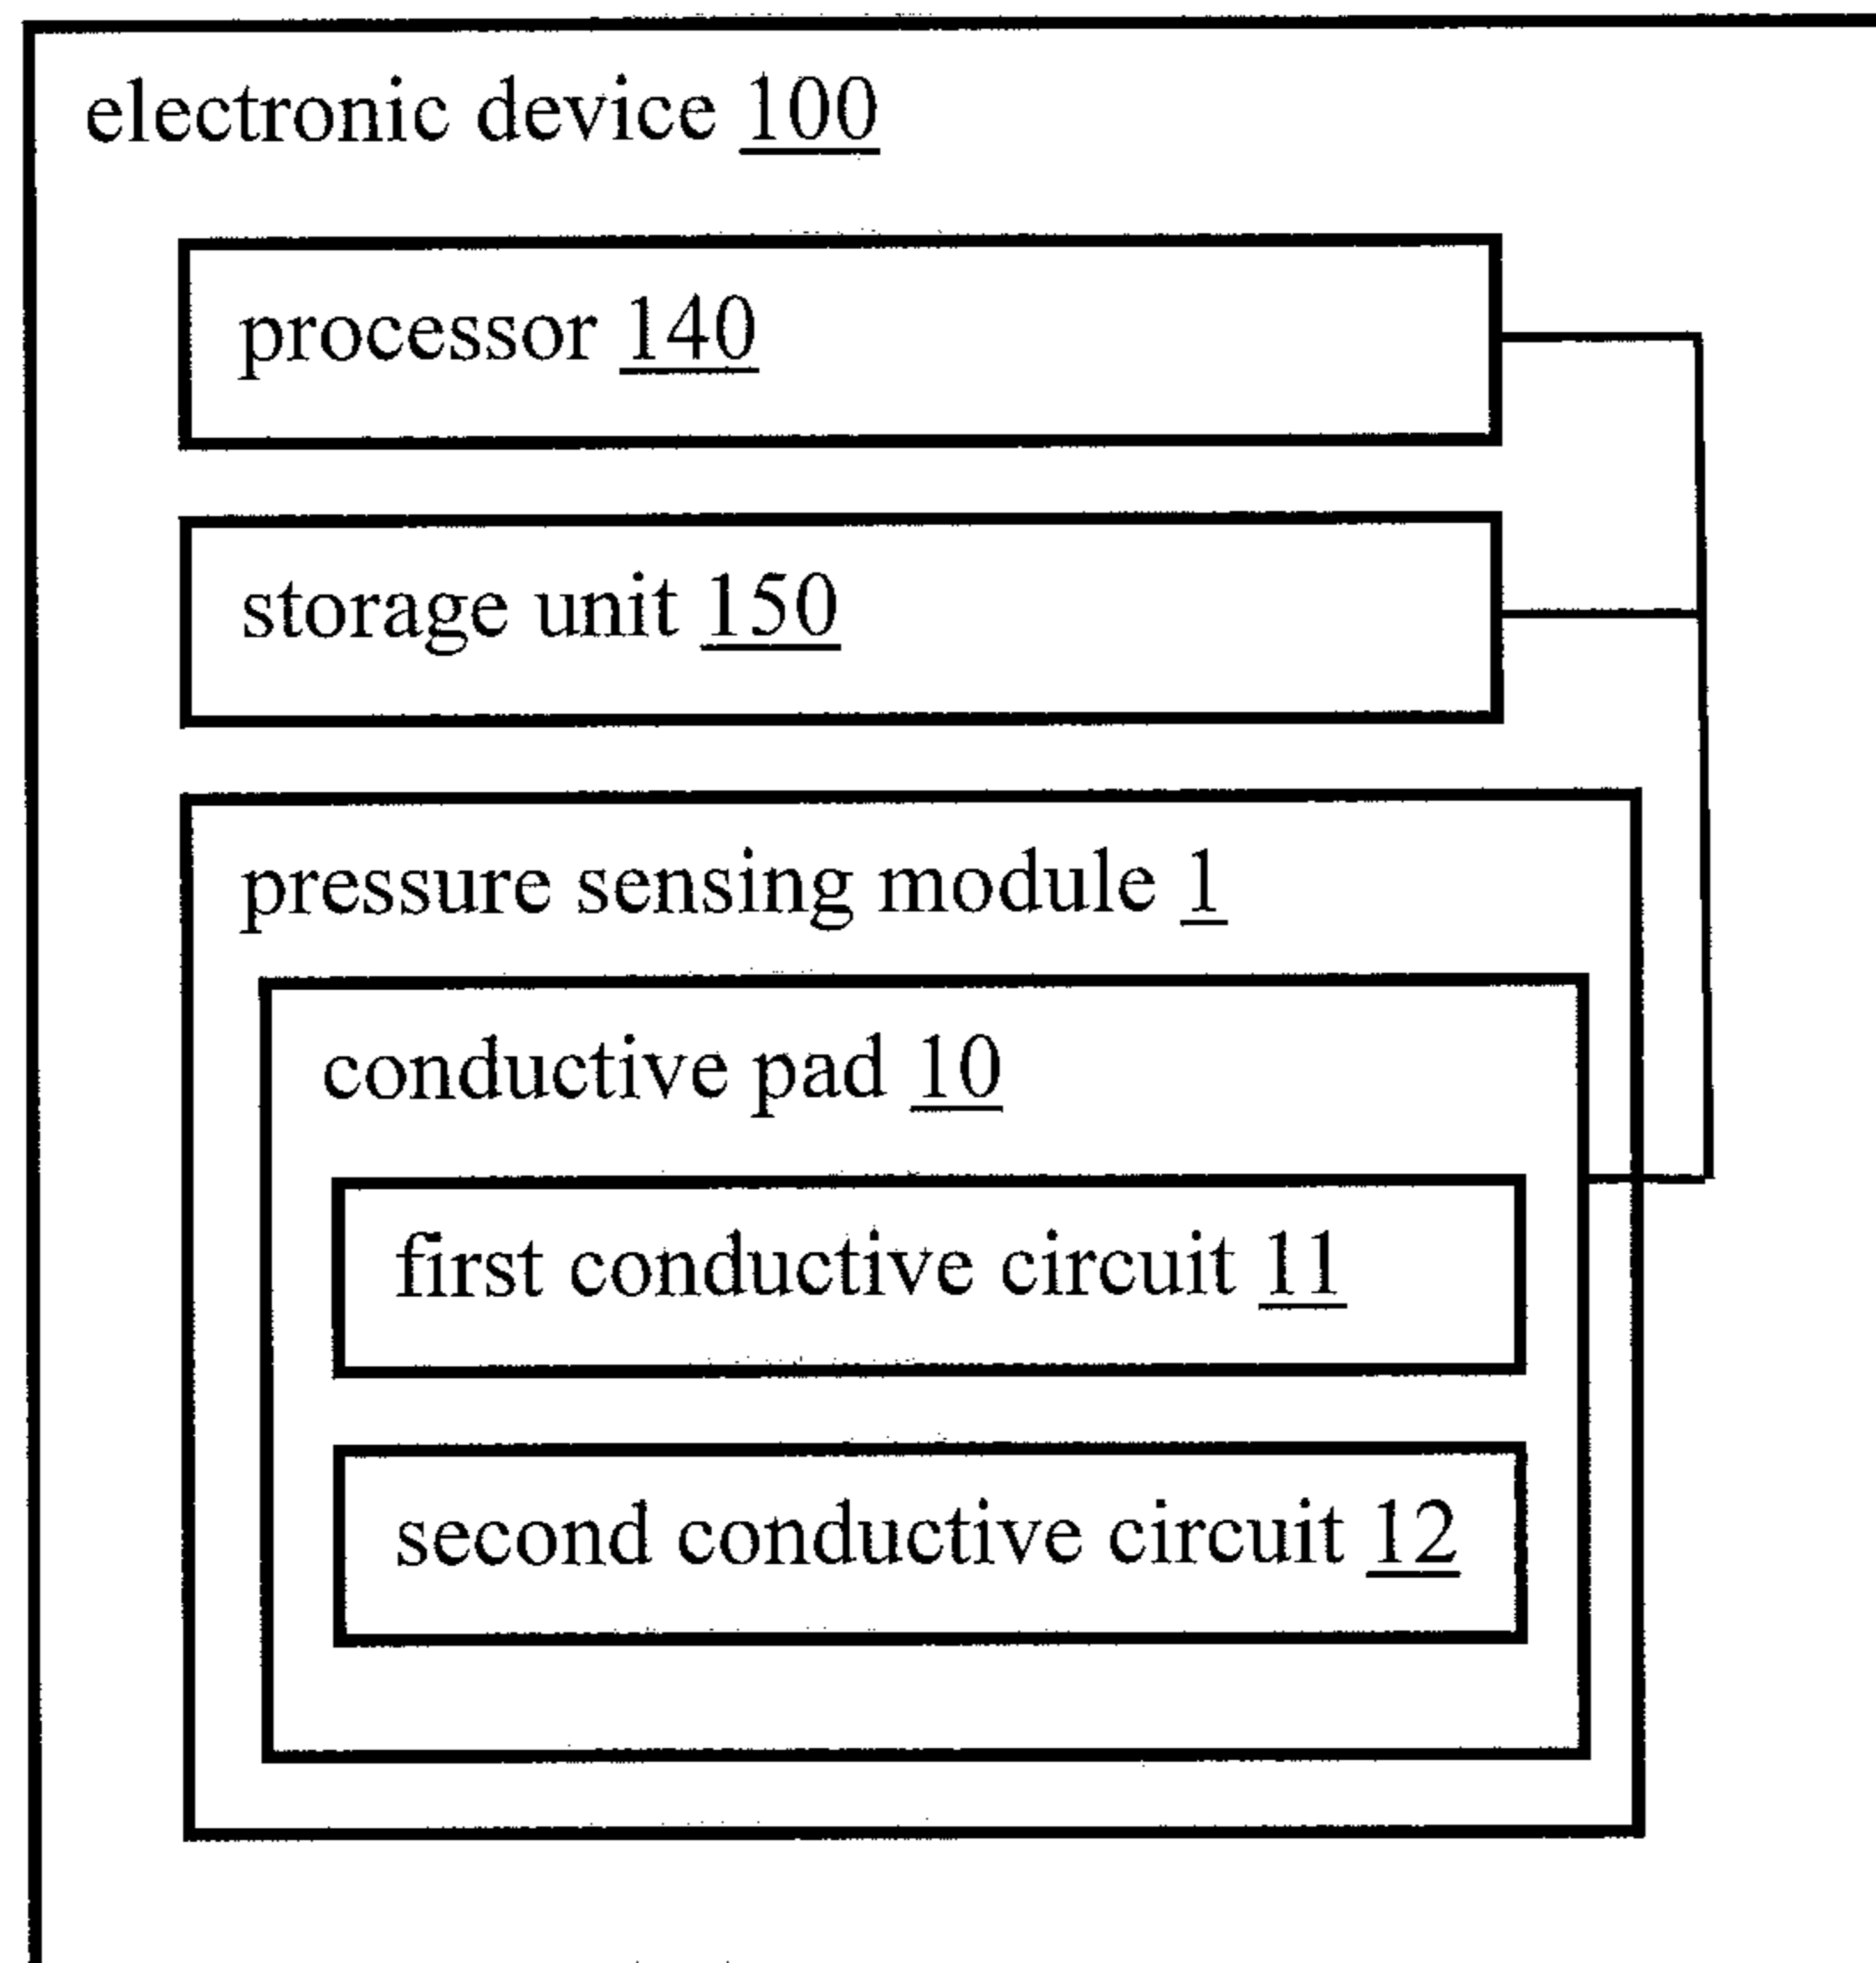 electronic device 100
processor 140
storage unit 150
pressure sensing module 1
conductive pad 10
first conductive circuit 11
second conductive circuit 12